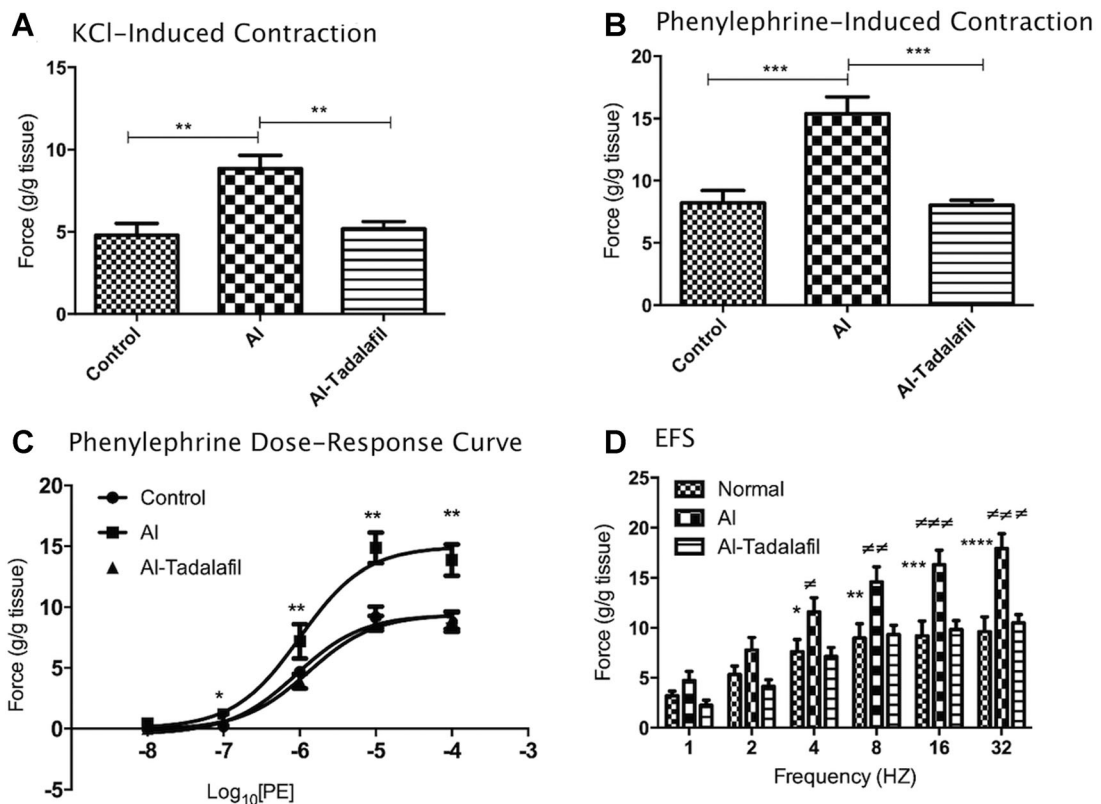 A KCl-Induced Contraction
15
10
5
0
Force (g/g tissue)
**
**
Control
AI
AI-Tadalafil
B Phenylephrine-Induced Contraction
20
15
10
5
0
Force (g/g tissue)
***
***
Control
AI
AI-Tadalafil
C Phenylephrine Dose-Response Curve
20
15
10
5
0
-5
Force (g/g tissue)
Control
AI
AI-Tadalafil
*
**
**
**
-8 -7 -6 -5 -4 -3
Log10[PE]
D EFS
25
20
15
10
5
0
Force (g/g tissue)
Normal
AI
AI-Tadalafil
* ≠
** ≠≠
*** ≠≠≠
**** ≠≠≠
1 2 4 8 16 32
Frequency (HZ)